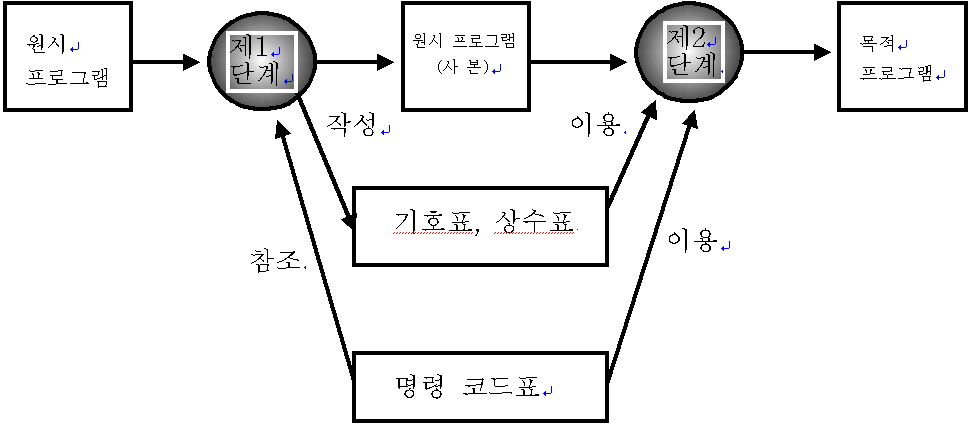 원시
프로그램
제1
단계
원시 프로그램
(사 본)
제2
단계
목적
프로그램
작성
이용
기호표, 상수표
참조
이용
명령 코드표